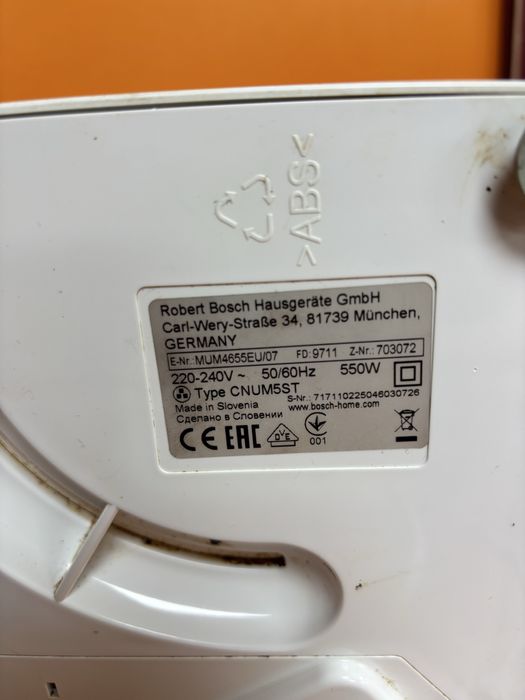 >ABS<
Robert Bosch Hausgeräte GmbH
Carl-Wery-Straße 34, 81739 München,
GERMANY
E-Nr.: MUM4655EU/07 FD: 9711 Z-Nr.: 703072
220-240V ~ 50/60Hz 550W
Type CNUM5ST S-Nr.: 717110225046030726
Made in Slovenia www.bosch-home.com
Сделано в Словении
CE EAC DVE 001